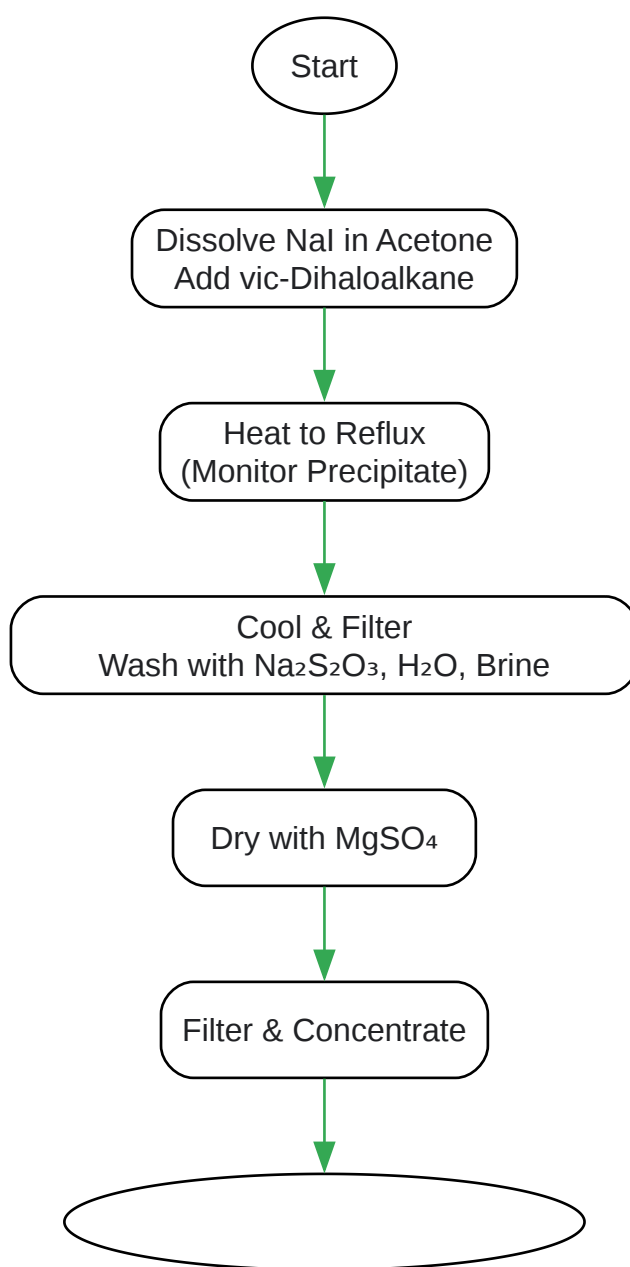 Start
Dissolve NaI in Acetone
Add vic-Dihaloalkane
Heat to Reflux
(Monitor Precipitate)
Cool & Filter
Wash with Na₂S₂O₃, H₂O, Brine
Dry with MgSO₄
Filter & Concentrate